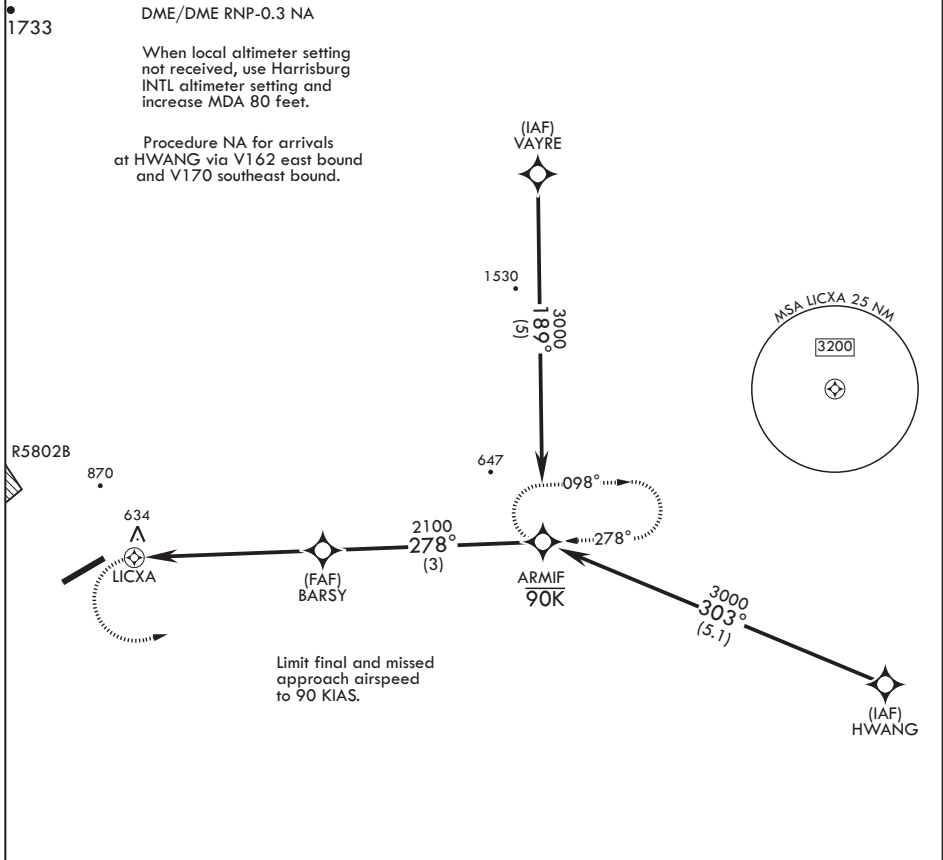 1733
DME/DME RNP-0.3 NA
When local altimeter setting
not received, use Harrisburg
INTL altimeter setting and
increase MDA 80 feet.
Procedure NA for arrivals
at HWANG via V162 east bound
and V170 southeast bound.
(IAF)
VAYRE
1530
3000
189°
(5)
MSA LICXA 25 NM
3200
R5802B
870
647
098°
634
2100
278°
(3)
278°
LICXA
(FAF)
BARSY
ARMIF
90K
3000
303°
(5.1)
Limit final and missed
approach airspeed
to 90 KIAS.
(IAF)
HWANG